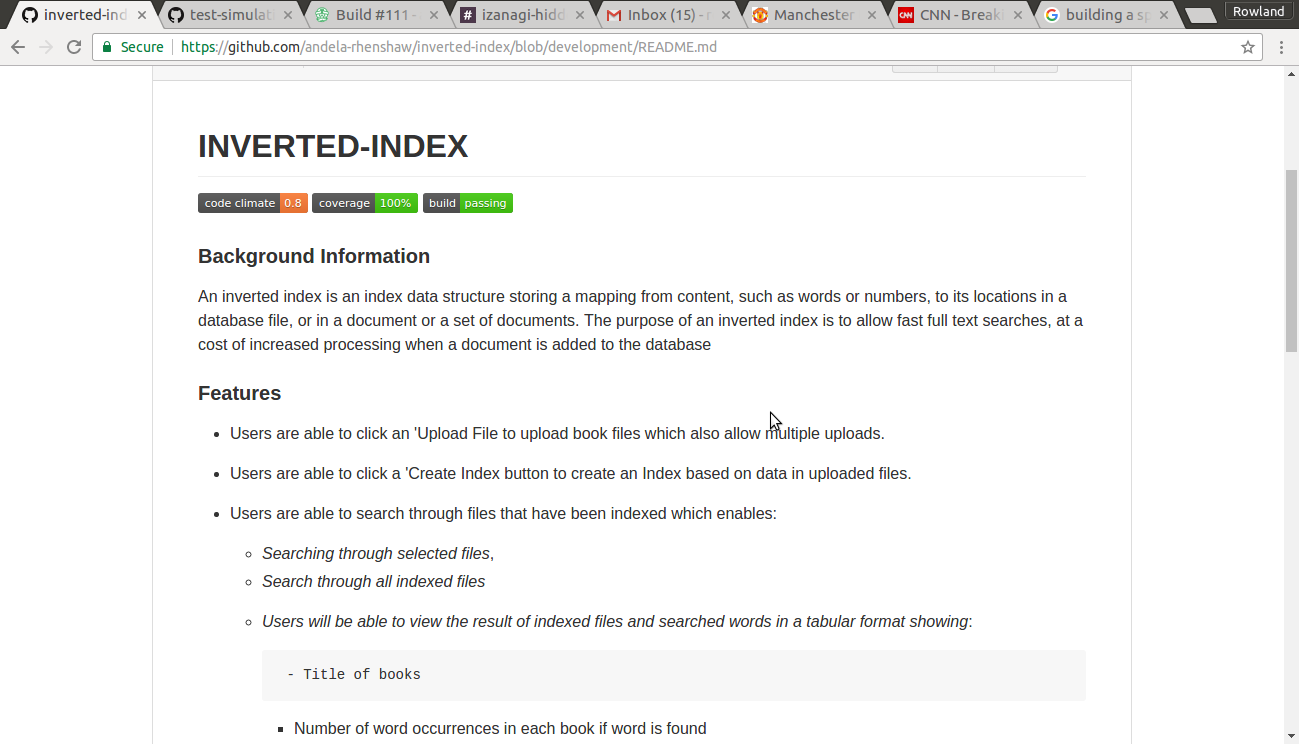 inverted-ind
test-simulat
Build #111 -
izanagi-hidd
Inbox (15) - r
Manchester
CNN - Break
building a sp
Rowland
Secure
https://github.com/andela-rhenshaw/inverted-index/blob/development/README.md
INVERTED-INDEX
code climate 0.8 coverage 100% build passing
Background Information
An inverted index is an index data structure storing a mapping from content, such as words or numbers, to its locations in a
database file, or in a document or a set of documents. The purpose of an inverted index is to allow fast full text searches, at a
cost of increased processing when a document is added to the database
Features
Users are able to click an 'Upload File to upload book files which also allow multiple uploads.
Users are able to click a 'Create Index button to create an Index based on data in uploaded files.
Users are able to search through files that have been indexed which enables:
Searching through selected files,
Search through all indexed files
Users will be able to view the result of indexed files and searched words in a tabular format showing:
- Title of books
Number of word occurrences in each book if word is found